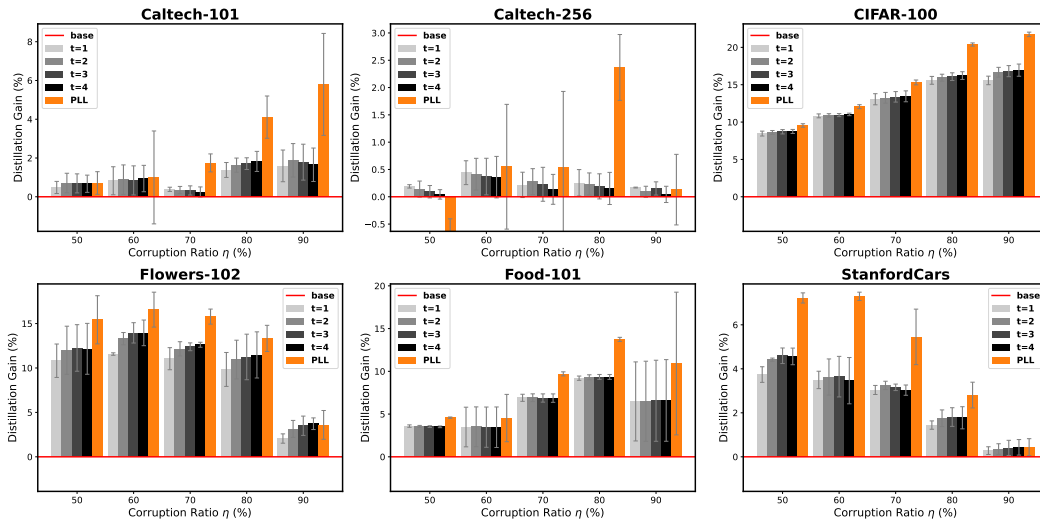 Caltech-101
Distillation Gain (%)
8
6
4
2
0
base
t=1
t=2
t=3
t=4
PLL
50
60
70
80
90
Corruption Ratio η (%)
Caltech-256
Distillation Gain (%)
3.0
2.5
2.0
1.5
1.0
0.5
0.0
−0.5
base
t=1
t=2
t=3
t=4
PLL
50
60
70
80
90
Corruption Ratio η (%)
CIFAR-100
Distillation Gain (%)
20
15
10
5
0
base
t=1
t=2
t=3
t=4
PLL
50
60
70
80
90
Corruption Ratio η (%)
Flowers-102
Distillation Gain (%)
15
10
5
0
base
t=1
t=2
t=3
t=4
PLL
50
60
70
80
90
Corruption Ratio η (%)
Food-101
Distillation Gain (%)
20
15
10
5
0
base
t=1
t=2
t=3
t=4
PLL
50
60
70
80
90
Corruption Ratio η (%)
StanfordCars
Distillation Gain (%)
6
4
2
0
base
t=1
t=2
t=3
t=4
PLL
50
60
70
80
90
Corruption Ratio η (%)